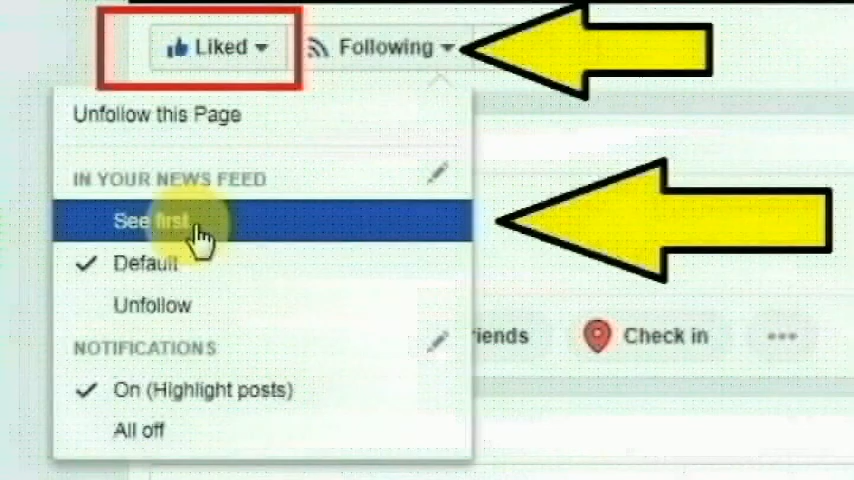 Liked Following
Unfollow this Page
IN YOUR NEWS FEED
See first
Default
Unfollow
riends Check in
NOTIFICATIONS
On (Highlight posts)
All off